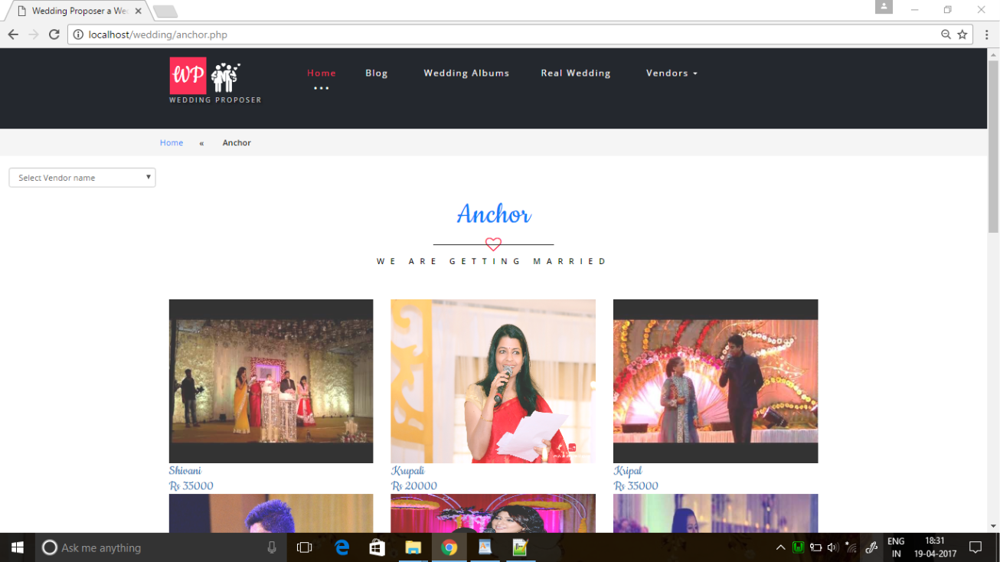 Wedding Proposer a We
localhost/wedding/anchor.php
WP
WEDDING PROPOSER
Home
Blog
Wedding Albums
Real Wedding
Vendors
Home « Anchor
Select Vendor name
Anchor
WE ARE GETTING MARRIED
Shivani
Rs 35000
Krupali
Rs 20000
Kripal
Rs 35000
Ask me anything
ENG
IN
18:31
19-04-2017